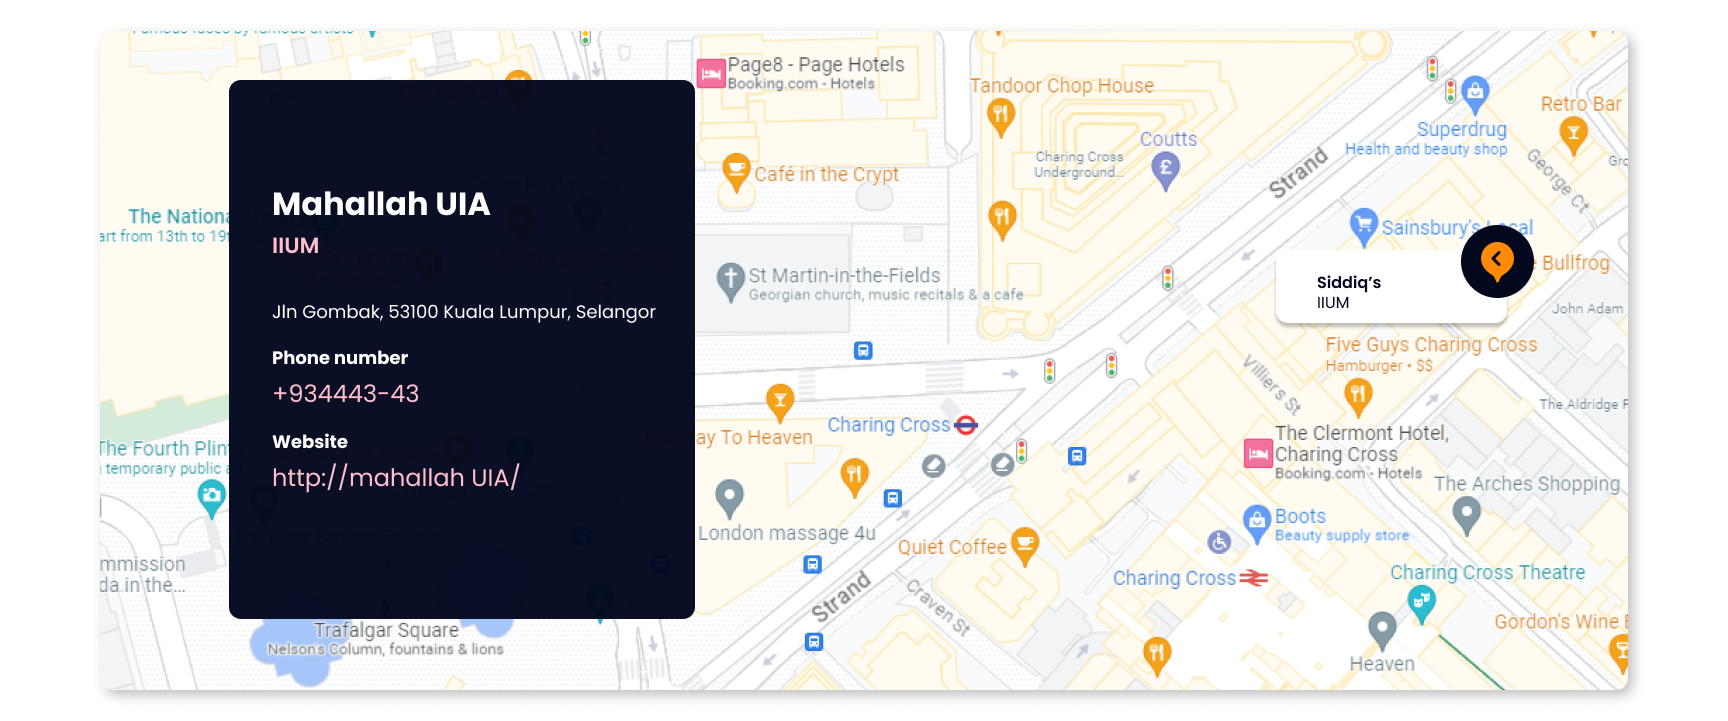 Mahallah UIA
IIUM
Jln Gombak, 53100 Kuala Lumpur, Selangor
Phone number
+934443-43
Website
http://mahallah UIA/
Page8 - Page Hotels
Booking.com - Hotels
Tandoor Chop House
Coutts
Charing Cross
Underground...
Café in the Crypt
St Martin-in-the-Fields
Georgian church, music recitals & a cafe
Strand
Superdrug
Health and beauty shop
Retro Bar
George Ct
Sainsbury's
Bullfrog
Siddiq's
IIUM
John Adam
Five Guys Charing Cross
Hamburger • $$
Villiers St
The Aldridge
Charing Cross
To Heaven
The Clermont Hotel,
Charing Cross
Booking.com - Hotels
The Arches Shopping
London massage 4u
Quiet Coffee
Boots
Beauty supply store
Charing Cross
Charing Cross Theatre
Strand
Craven St
Heaven
Gordon's Wine
The
art from 13th to
The Fourth
temporary public
da in the...
Trafalgar Square
Nelson's Column, fountains & lions